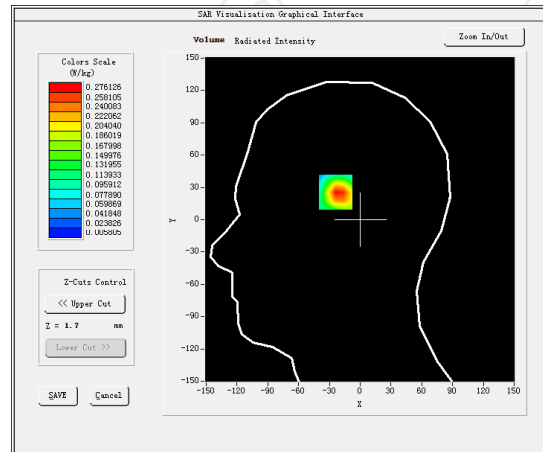 SAR Visualisation Graphical Interface
Volume Radiated Intensity
Zoom In/Out
Colors Scale
(W/kg)
0.276126
0.258105
0.240083
0.222062
0.204040
0.186019
0.167998
0.149976
0.131955
0.113933
0.095912
0.077890
0.059869
0.041848
0.023826
0.005805
Z-Cuts Control
<< Upper Cut
Z = 1.7 mm
Lower Cut >>
SAVE Cancel
150
120
90
60
30
0
-30
-60
-90
-120
-150
Y
-150 -120 -90 -60 -30 0 30 60 90 120 150
X